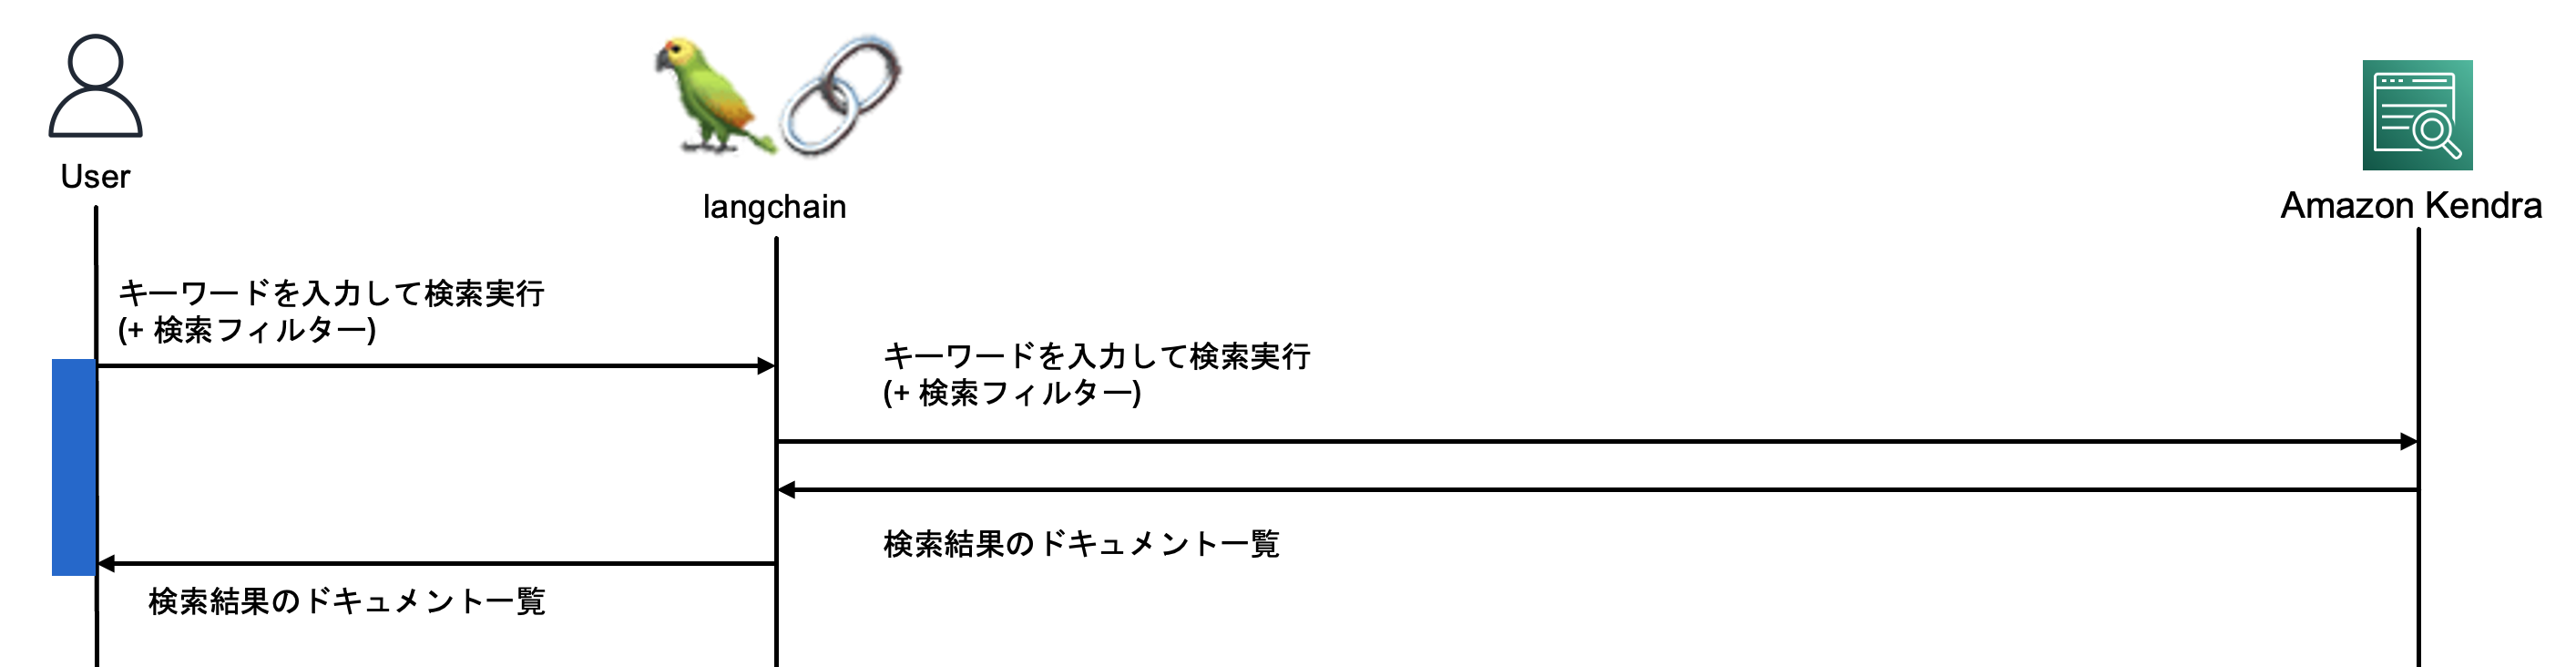 User
langchain
Amazon Kendra
キーワードを入力して検索実行
(+ 検索フィルター)
キーワードを入力して検索実行
(+ 検索フィルター)
検索結果のドキュメント一覧
検索結果のドキュメント一覧